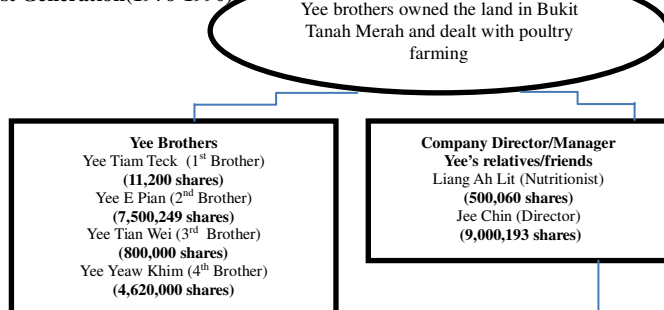 Yee brothers owned the land in Bukit
Tanah Merah and dealt with poultry
farming
Yee Brothers
Yee Tiam Teck (1st Brother)
(11,200 shares)
Yee E Pian (2nd Brother)
(7,500,249 shares)
Yee Tian Wei (3rd Brother)
(800,000 shares)
Yee Yeaw Khim (4th Brother)
(4,620,000 shares)
Company Director/Manager
Yee's relatives/friends
Liang Ah Lit (Nutritionist)
(500,060 shares)
Jee Chin (Director)
(9,000,193 shares)